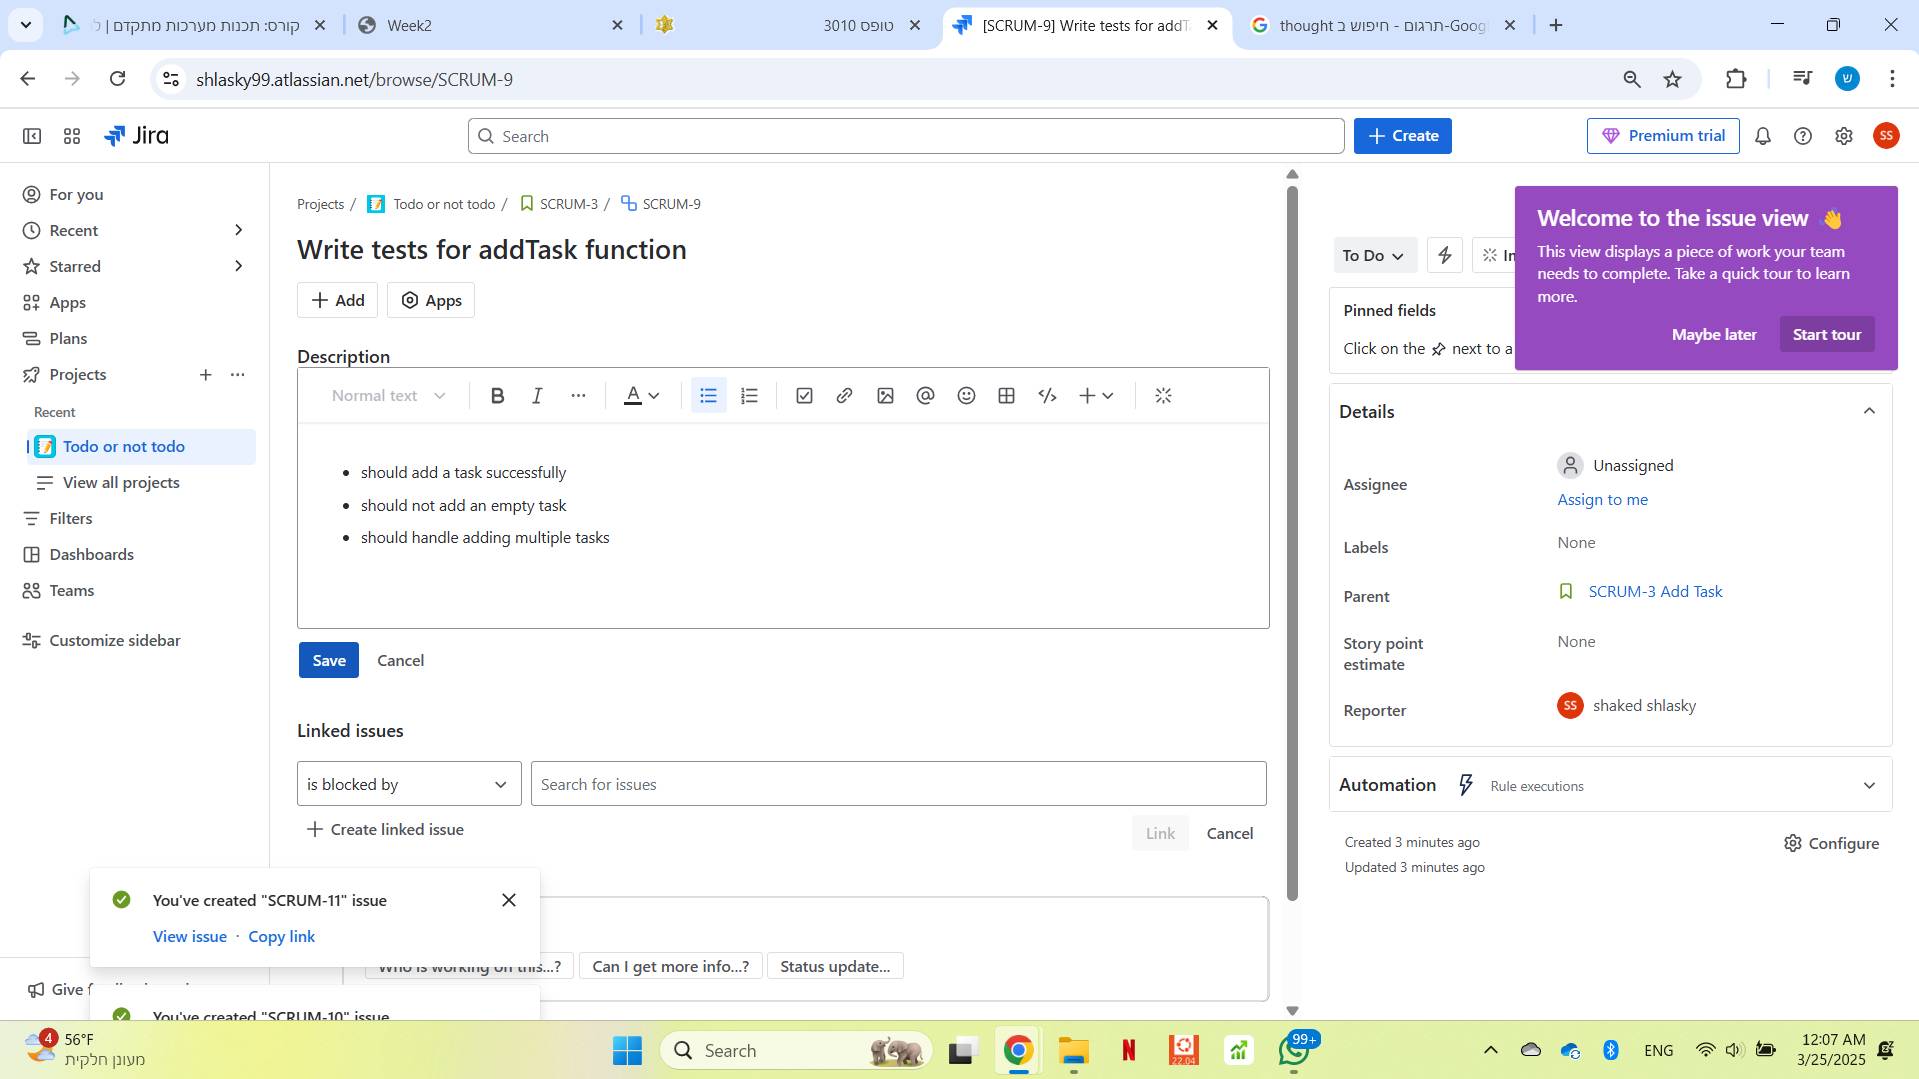 קורס: תכנות מערכות מתקדם | ל
Week2
טופס 3010
[SCRUM-9] Write tests for addT
thought תרגום - חיפוש ב-Goog
shlasky99.atlassian.net/browse/SCRUM-9
ש
Jira
Search
Create
Premium trial
SS
For you
Recent
Starred
Apps
Plans
Projects
Recent
Todo or not todo
View all projects
Filters
Dashboards
Teams
Customize sidebar
Projects / Todo or not todo / SCRUM-3 / SCRUM-9
Write tests for addTask function
Add
Apps
Description
Normal text
B I A @
should add a task successfully
should not add an empty task
should handle adding multiple tasks
Save
Cancel
Linked issues
is blocked by
Search for issues
Create linked issue
Link
Cancel
Can I get more info...?
Status update...
You've created "SCRUM-11" issue
View issue · Copy link
Give
You've created "SCRUM-10" issue
To Do
Welcome to the issue view 👋
This view displays a piece of work your team
needs to complete. Take a quick tour to learn
more.
Maybe later
Start tour
Pinned fields
Click on the next to a
Details
Assignee
Unassigned
Assign to me
Labels
None
Parent
SCRUM-3 Add Task
Story point
estimate
None
Reporter
SS
shaked shlasky
Automation
Rule executions
Created 3 minutes ago
Updated 3 minutes ago
Configure
4
56°F
מעונן חלקית
Search
N
22.04
99+
ENG
12:07 AM
3/25/2025